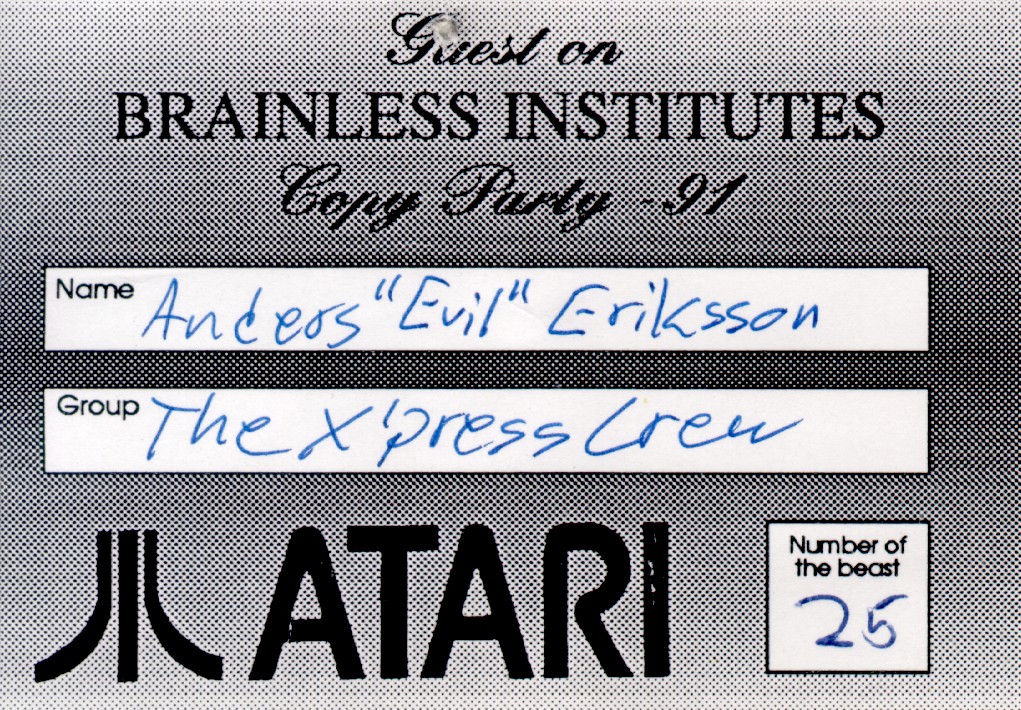 Guest on
BRAINLESS INSTITUTES
Copy Party -91
Name Anders "Evil" Eriksson
Group The X'press Crew
ATARI
Number of
the beast
25